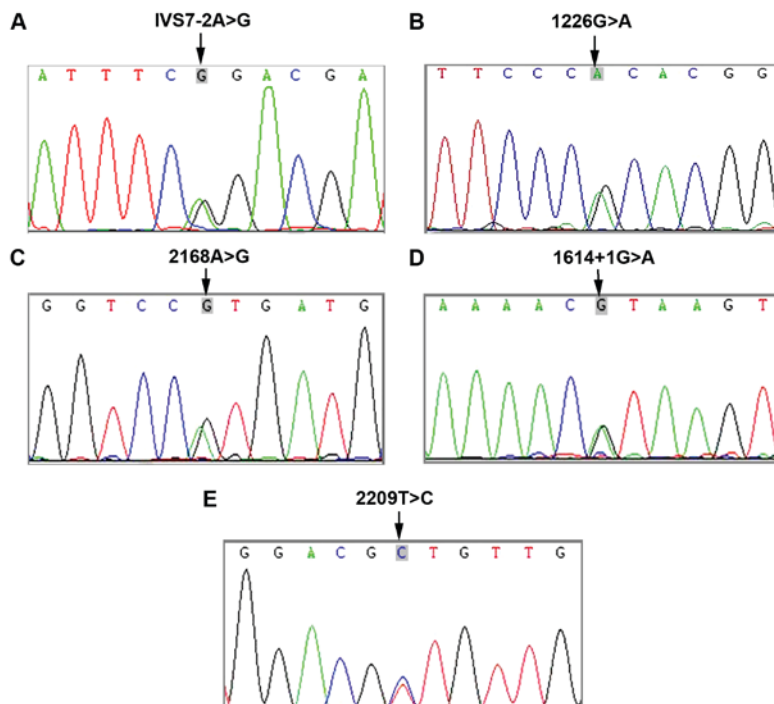 A
IVS7-2A>G
A T T T C G G A C G A
B
1226G>A
T T C C C A C A C G G
C
2168A>G
G G T C C G T G A T G
D
1614+1G>A
A A A A C G T A A G T
E
2209T>C
G G A C G C T G T T G